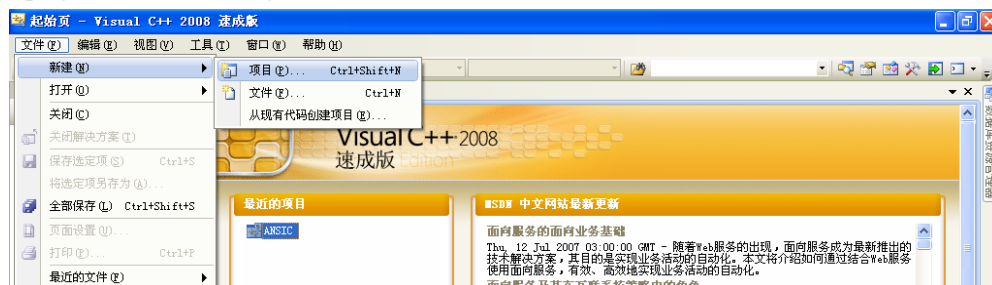 起始页 - Visual C++ 2008 速成版
文件(F) 编辑(E) 视图(V) 工具(T) 窗口(W) 帮助(H)
新建(N)
项目(P)... Ctrl+Shift+N
打开(O)
文件(F)... Ctrl+N
关闭(C)
从现有代码创建项目(E)...
关闭解决方案(T)
Visual C++ 2008
速成版 Edition
保存选定项(S) Ctrl+S
将选定项另存为(A)...
全部保存(L) Ctrl+Shift+S
最近的项目
MSDN 中文网站最新更新
页面设置(U)...
ANSIC
面向服务的面向业务基础
打印(P)... Ctrl+P
Thu, 12 Jul 2007 03:00:00 GMT - 随着Web服务的出现，面向服务成为最新推出的
技术解决方案，其目的是实现业务活动的自动化。本文将介绍如何通过结合Web服务
使用面向服务，有效、高效地实现业务活动的自动化。
最近的文件(F)